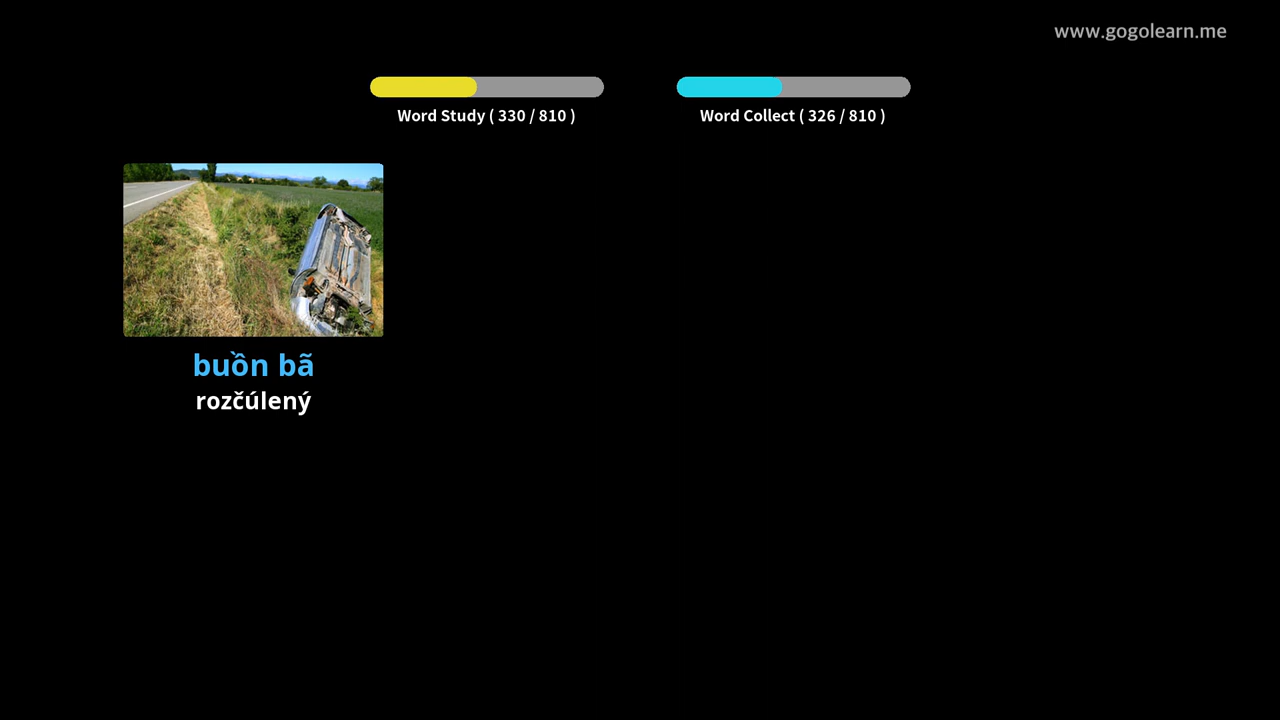 www.gogolearn.me
Word Study ( 330 / 810 )
Word Collect ( 326 / 810 )
buồn bã
rozčúlený